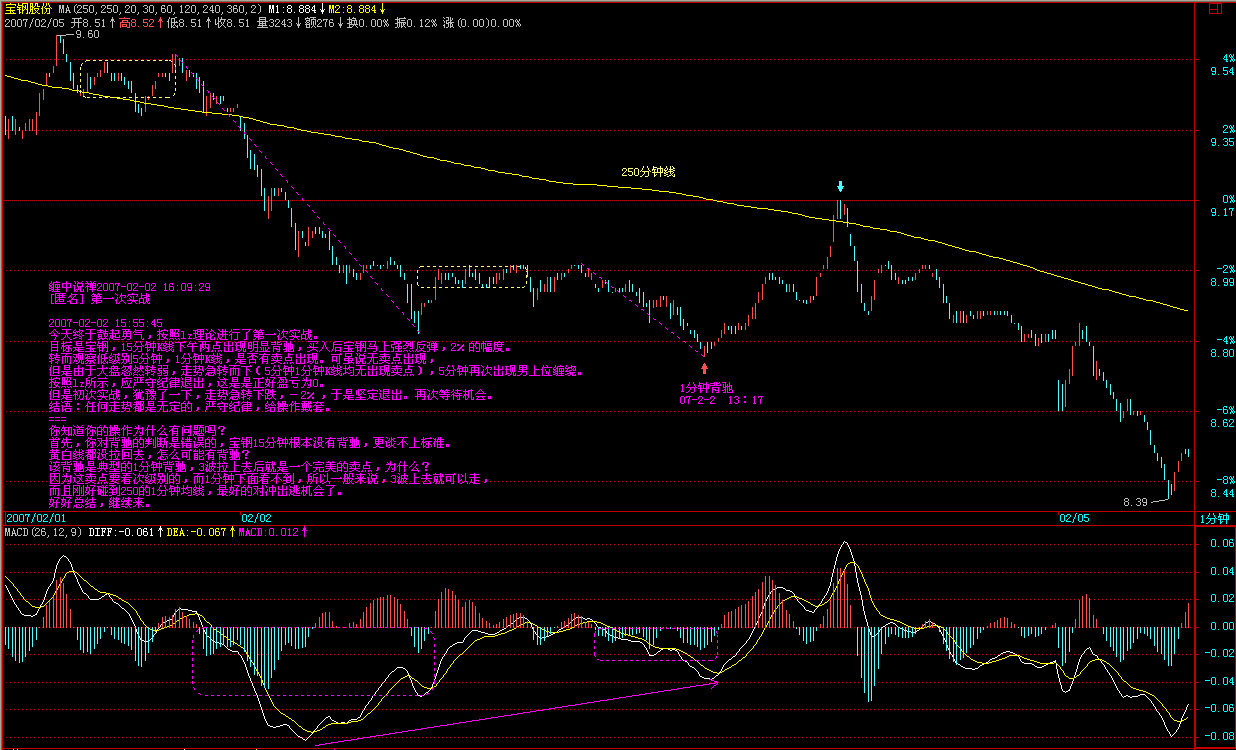 宝钢股份 MA(250,250,20,30,60,120,240,360,2) M1:8.884↓M2:8.884↓
2007/02/05 开8.51↑高8.52↑低8.51↑收8.51 量3243↓额276↓换0.00% 振0.12% 涨(0.00)0.00%
9.60
4%
9.54
2%
9.35
250分钟线
0%
9.17
-2%
8.99
缠中说禅2007-02-02 18:09:29
[匿名] 第一次实战
2007-02-02 15:55:45
今天终于鼓起勇气，按照lz理论进行了第一次实战。
目标是宝钢，15分钟K线下午两点出现明显背驰，买入后宝钢马上强烈反弹，2% 的幅度。
转而观察低级别5分钟，1分钟K线，是否有卖点出现。可虽说无卖点出现，
但是由于大盘忽然转弱，走势急转而下（5分钟1分钟K线均无出现卖点），5分钟再次出现男上位缠绕。
按照lz所示，应严守纪律退出，这是是正好盈亏为0。
但是初次实战，犹豫了一下，走势急转下跌，－2%，于是坚定退出。再次等待机会。
结语：任何走势都是无定的，严守纪律，给操作戴套。
===
你知道你的操作为什么有问题吗？
首先，你对背驰的判断是错误的，宝钢15分钟根本没有背驰，更谈不上标准。
黄白线都没拉回去，怎么可能有背驰？
该背驰是典型的1分钟背驰，3波拉上去后就是一个完美的卖点，为什么？
因为这卖点要看次级别的，而1分钟下面看不到，所以一般来说，3波上去就可以走，
而且刚好碰到250的1分钟均线，最好的对冲出逃机会了。
好好总结，继续来。
1分钟背驰
07-2-2 13：17
-4%
8.80
-6%
8.62
-8%
8.44
8.39
2007/02/01
02/02
02/05
1分钟
MACD(26,12,9) DIFF:-0.061↑DEA:-0.067↑MACD:0.012↑
0.06
0.04
0.02
0.00
-0.02
-0.04
-0.06
-0.08